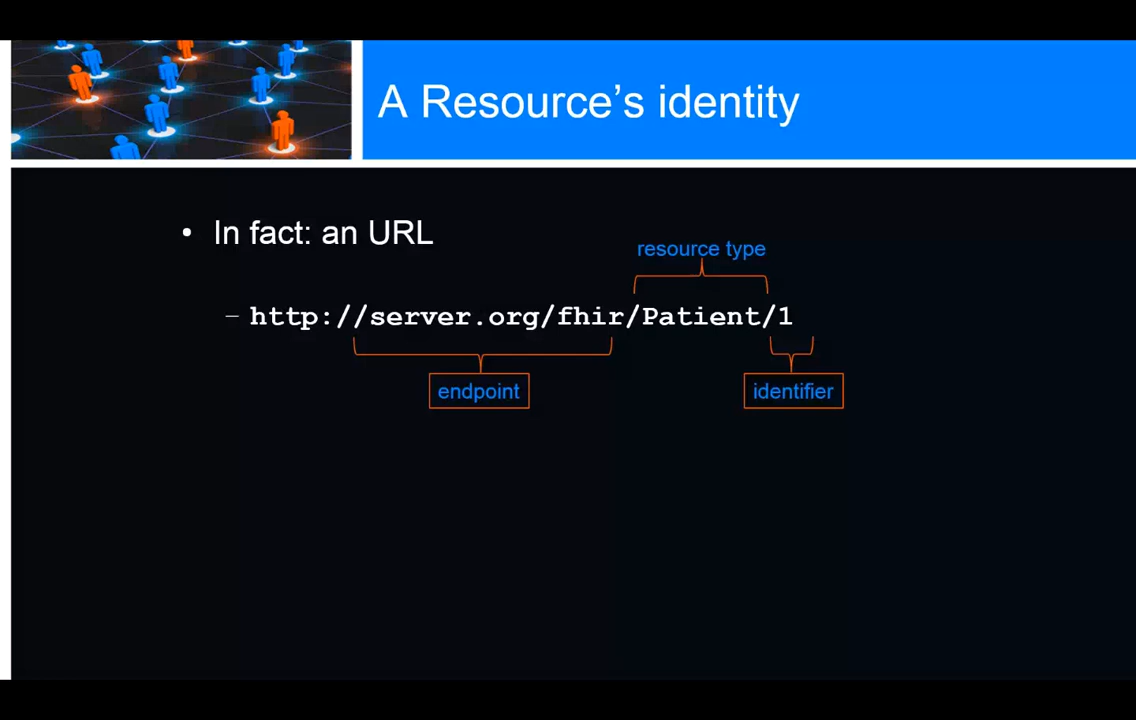 A Resource’s identity
• In fact: an URL
resource type
– http://server.org/fhir/Patient/1
endpoint
identifier